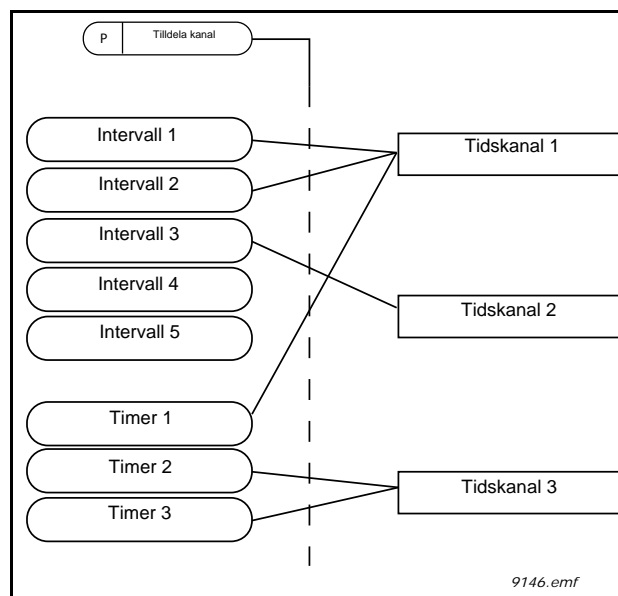 P
Tilldela kanal
Intervall 1
Intervall 2
Intervall 3
Intervall 4
Intervall 5
Timer 1
Timer 2
Timer 3
Tidskanal 1
Tidskanal 2
Tidskanal 3
9146.emf